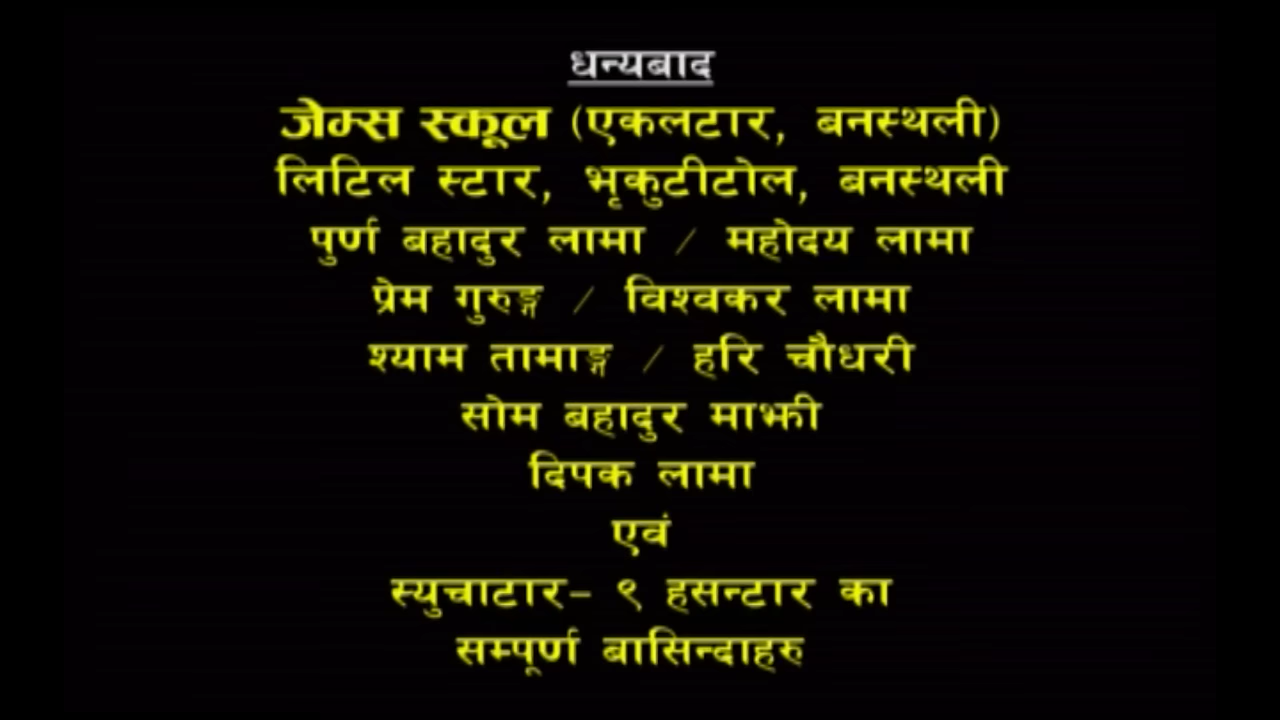 धन्यबाद
जेम्स स्कूल (एकलटार, बनस्थली)
लिटिल स्टार, भृकुटीटोल, बनस्थली
पुर्ण बहादुर लामा / महोदय लामा
प्रेम गुरुङ्ग / विश्वकर लामा
श्याम तामाङ्ग / हरि चौधरी
सोम बहादुर माझी
दिपक लामा
एवं
स्युचाटार- ९ हसन्टार का
सम्पूर्ण बासिन्दाहरु